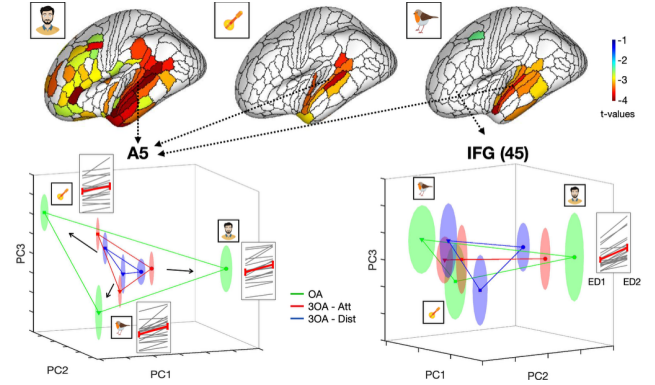 -1
-2
-3
-4
t-values
A5
IFG (45)
PC3
PC2
PC1
OA
3OA - Att
3OA - Dist
PC3
PC1
PC2
ED1 ED2